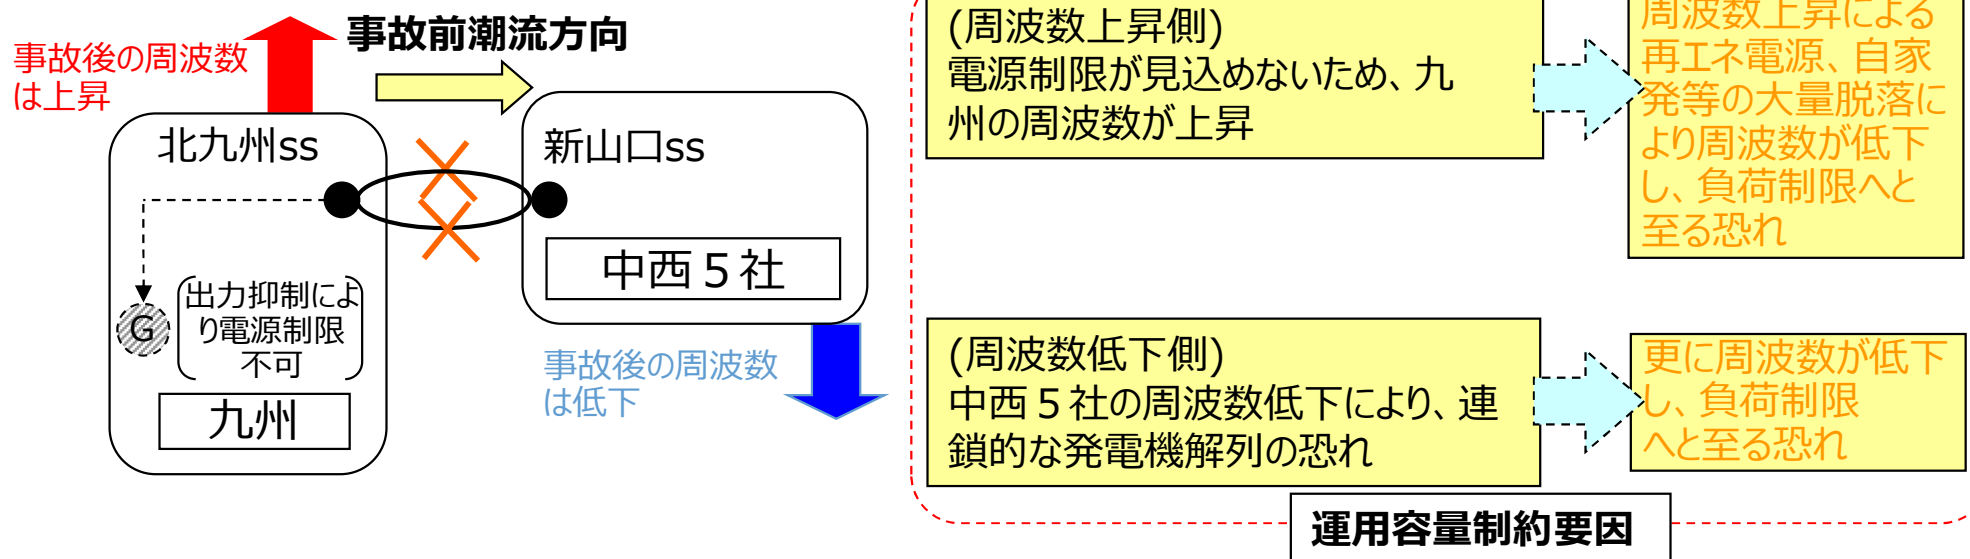 事故後の周波数
は上昇
事故前潮流方向
北九州ss
新山口ss
中西５社
G
出力抑制によ
り電源制限
不可
九州
事故後の周波数
は低下
(周波数上昇側)
電源制限が見込めないため、九
州の周波数が上昇
周波数上昇による
再エネ電源、自家
発等の大量脱落に
より周波数が低下
し、負荷制限へと
至る恐れ
(周波数低下側)
中西５社の周波数低下により、連
鎖的な発電機解列の恐れ
更に周波数が低下
し、負荷制限
へと至る恐れ
運用容量制約要因